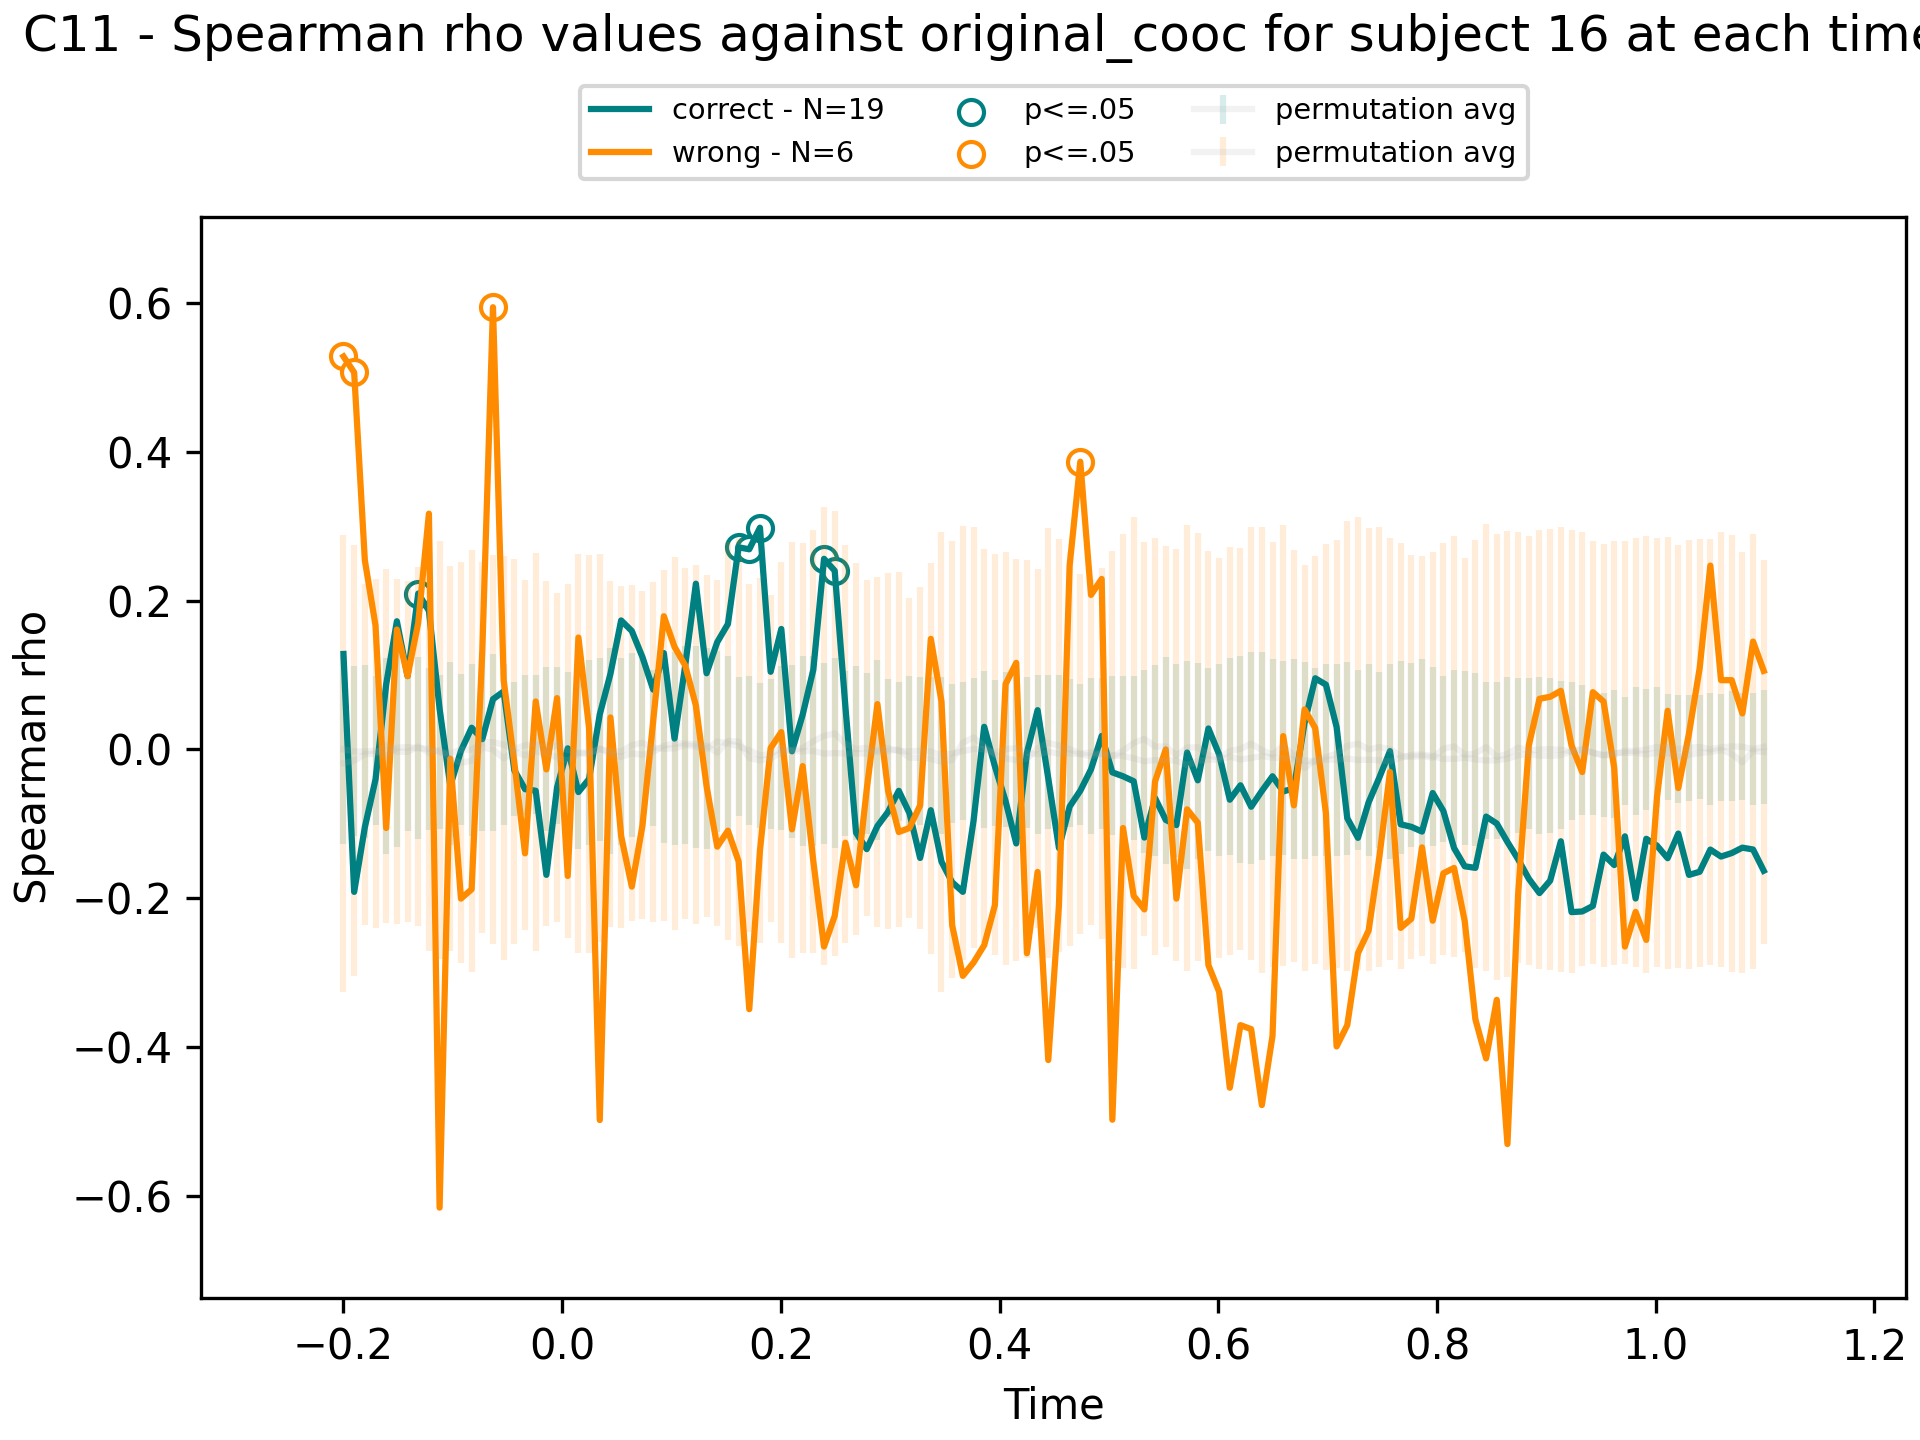 C11 - Spearman rho values against original_cooc for subject 16 at each time
correct - N=19
wrong - N=6
p<=.05
p<=.05
permutation avg
permutation avg
Spearman rho
0.6
0.4
0.2
0.0
−0.2
−0.4
−0.6
−0.2 0.0 0.2 0.4 0.6 0.8 1.0 1.2
Time